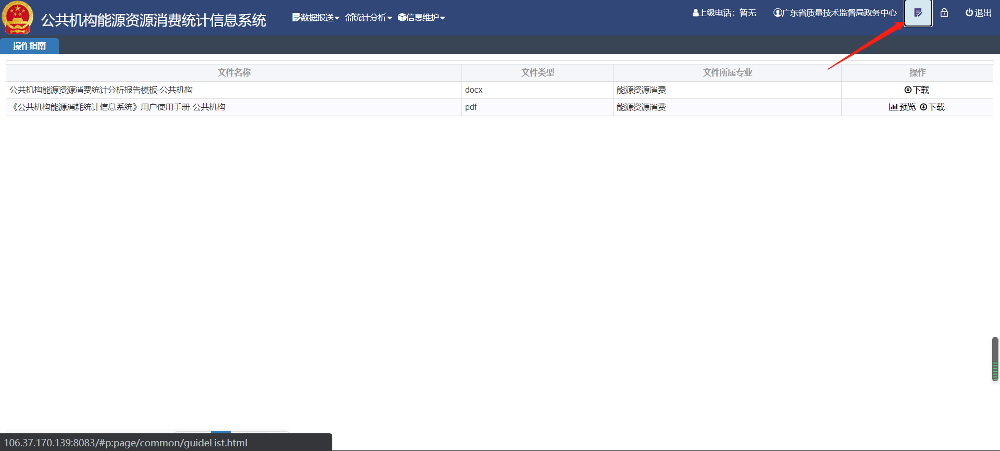 公共机构能源资源消费统计信息系统
数据报送 统计分析 信息维护
上级电话：暂无 广东省质量技术监督局政务中心 退出
操作指南
文件名称 文件类型 文件所属专业 操作
公共机构能源资源消费统计分析报告模板-公共机构 docx 能源资源消费 下载
《公共机构能源消耗统计信息系统》用户使用手册-公共机构 pdf 能源资源消费 预览 下载
106.37.170.139:8083/#p:page/common/guideList.html